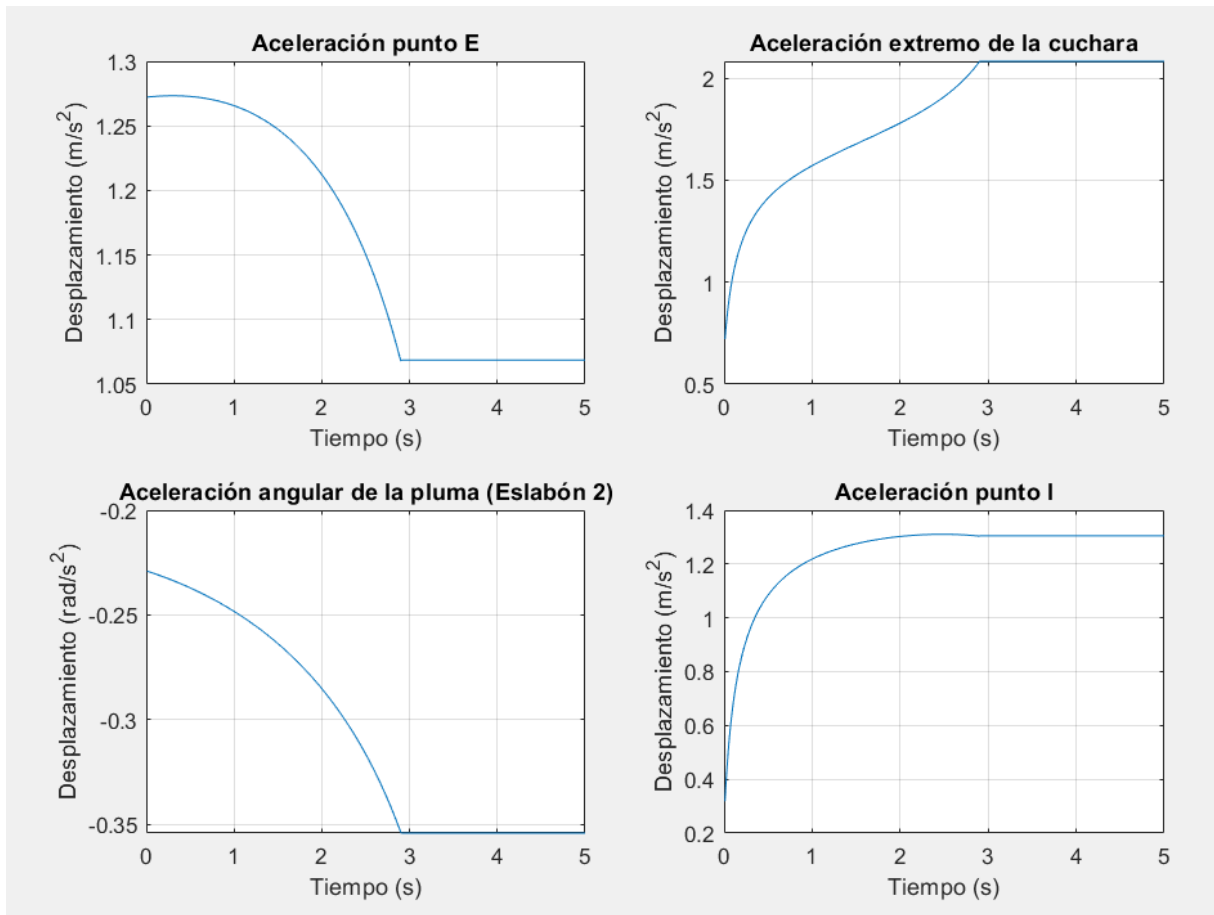 Aceleración punto E
Desplazamiento (m/s²)
1.3
1.25
1.2
1.15
1.1
1.05
0 1 2 3 4 5
Tiempo (s)
Aceleración extremo de la cuchara
Desplazamiento (m/s²)
2
1.5
1
0.5
0 1 2 3 4 5
Tiempo (s)
Aceleración angular de la pluma (Eslabón 2)
Desplazamiento (rad/s²)
-0.2
-0.25
-0.3
-0.35
0 1 2 3 4 5
Tiempo (s)
Aceleración punto I
Desplazamiento (m/s²)
1.4
1.2
1
0.8
0.6
0.4
0.2
0 1 2 3 4 5
Tiempo (s)